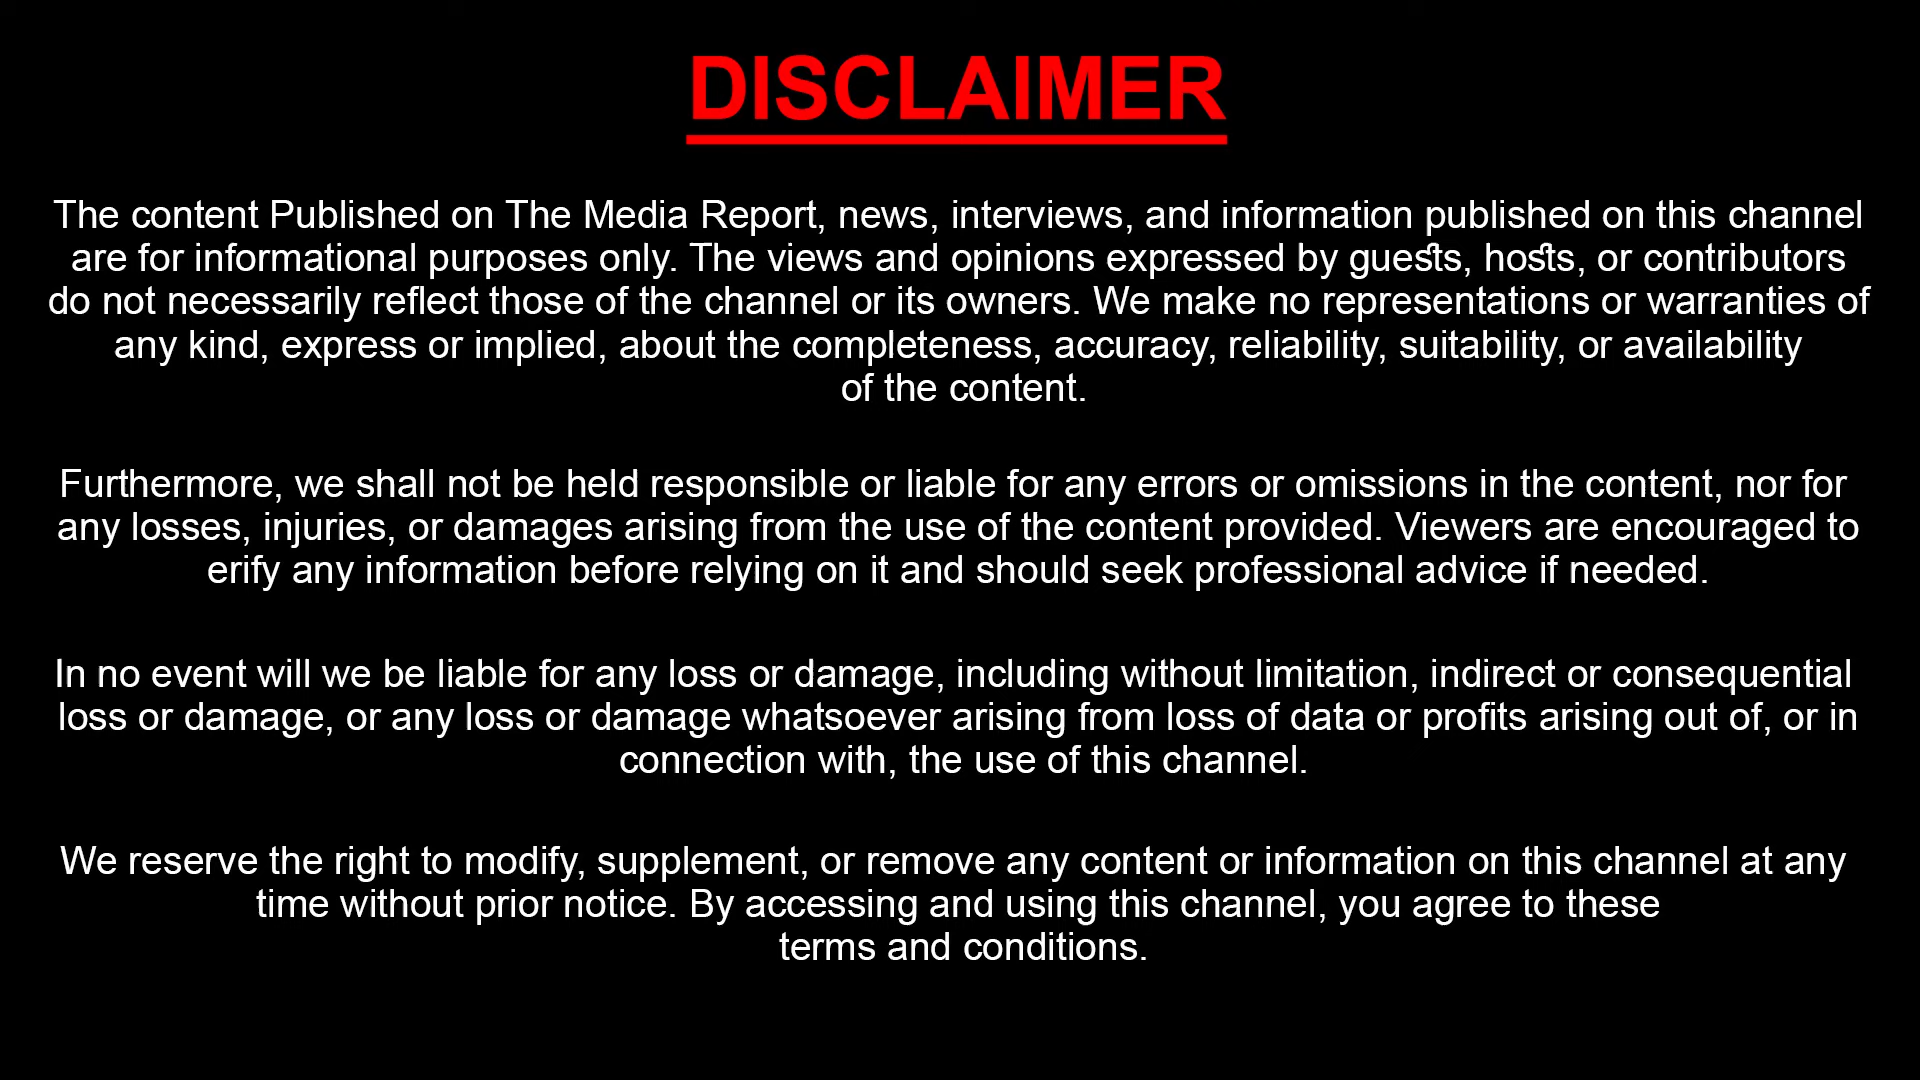 DISCLAIMER
The content Published on The Media Report, news, interviews, and information published on this channel
are for informational purposes only. The views and opinions expressed by guests, hosts, or contributors
do not necessarily reflect those of the channel or its owners. We make no representations or warranties of
any kind, express or implied, about the completeness, accuracy, reliability, suitability, or availability
of the content.
Furthermore, we shall not be held responsible or liable for any errors or omissions in the content, nor for
any losses, injuries, or damages arising from the use of the content provided. Viewers are encouraged to
erify any information before relying on it and should seek professional advice if needed.
In no event will we be liable for any loss or damage, including without limitation, indirect or consequential
loss or damage, or any loss or damage whatsoever arising from loss of data or profits arising out of, or in
connection with, the use of this channel.
We reserve the right to modify, supplement, or remove any content or information on this channel at any
time without prior notice. By accessing and using this channel, you agree to these
terms and conditions.